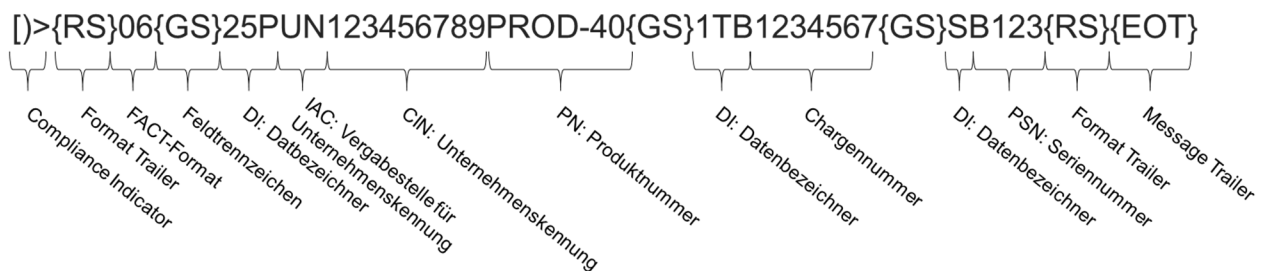 [)>{RS}06{GS}25PUN123456789PROD-40{GS}1TB1234567{GS}SB123{RS}{EOT}
Compliance Indicator
Format Trailer
FACT-Format
Feldtrennzeichen
DI: Datbezeichner
IAC: Vergabestelle für
Unternehmenskennung
CIN: Unternehmenskennung
PN: Produktnummer
DI: Datenbezeichner
Chargennummer
DI: Datenbezeichner
PSN: Seriennummer
Format Trailer
Message Trailer